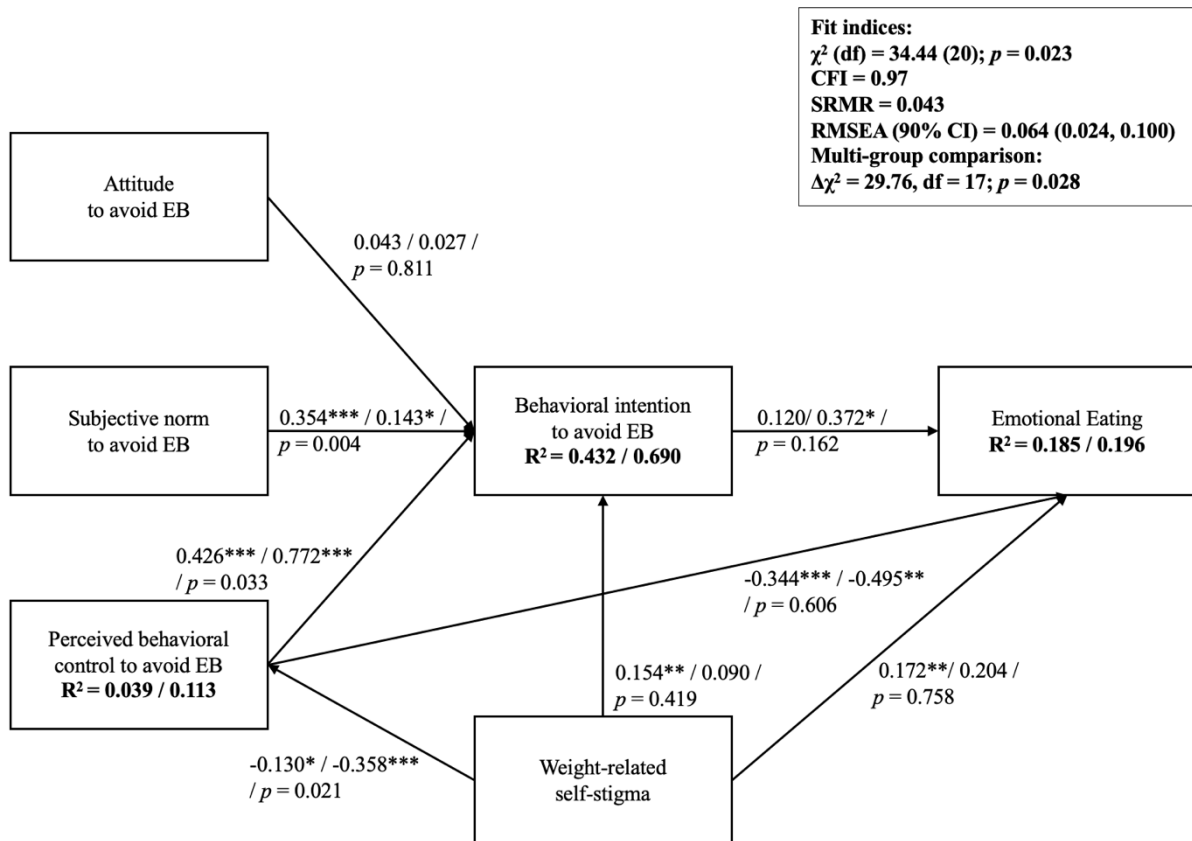 Fit indices:
χ² (df) = 34.44 (20); p = 0.023
CFI = 0.97
SRMR = 0.043
RMSEA (90% CI) = 0.064 (0.024, 0.100)
Multi-group comparison:
Δχ² = 29.76, df = 17; p = 0.028
Attitude
to avoid EB
0.043 / 0.027 /
p = 0.811
Subjective norm
to avoid EB
0.354*** / 0.143* /
p = 0.004
Behavioral intention
to avoid EB
R² = 0.432 / 0.690
0.120/ 0.372* /
p = 0.162
Emotional Eating
R² = 0.185 / 0.196
0.426*** / 0.772***
/ p = 0.033
-0.344*** / -0.495**
/ p = 0.606
Perceived behavioral
control to avoid EB
R² = 0.039 / 0.113
0.154** / 0.090 /
p = 0.419
0.172**/ 0.204 /
p = 0.758
-0.130* / -0.358***
/ p = 0.021
Weight-related
self-stigma